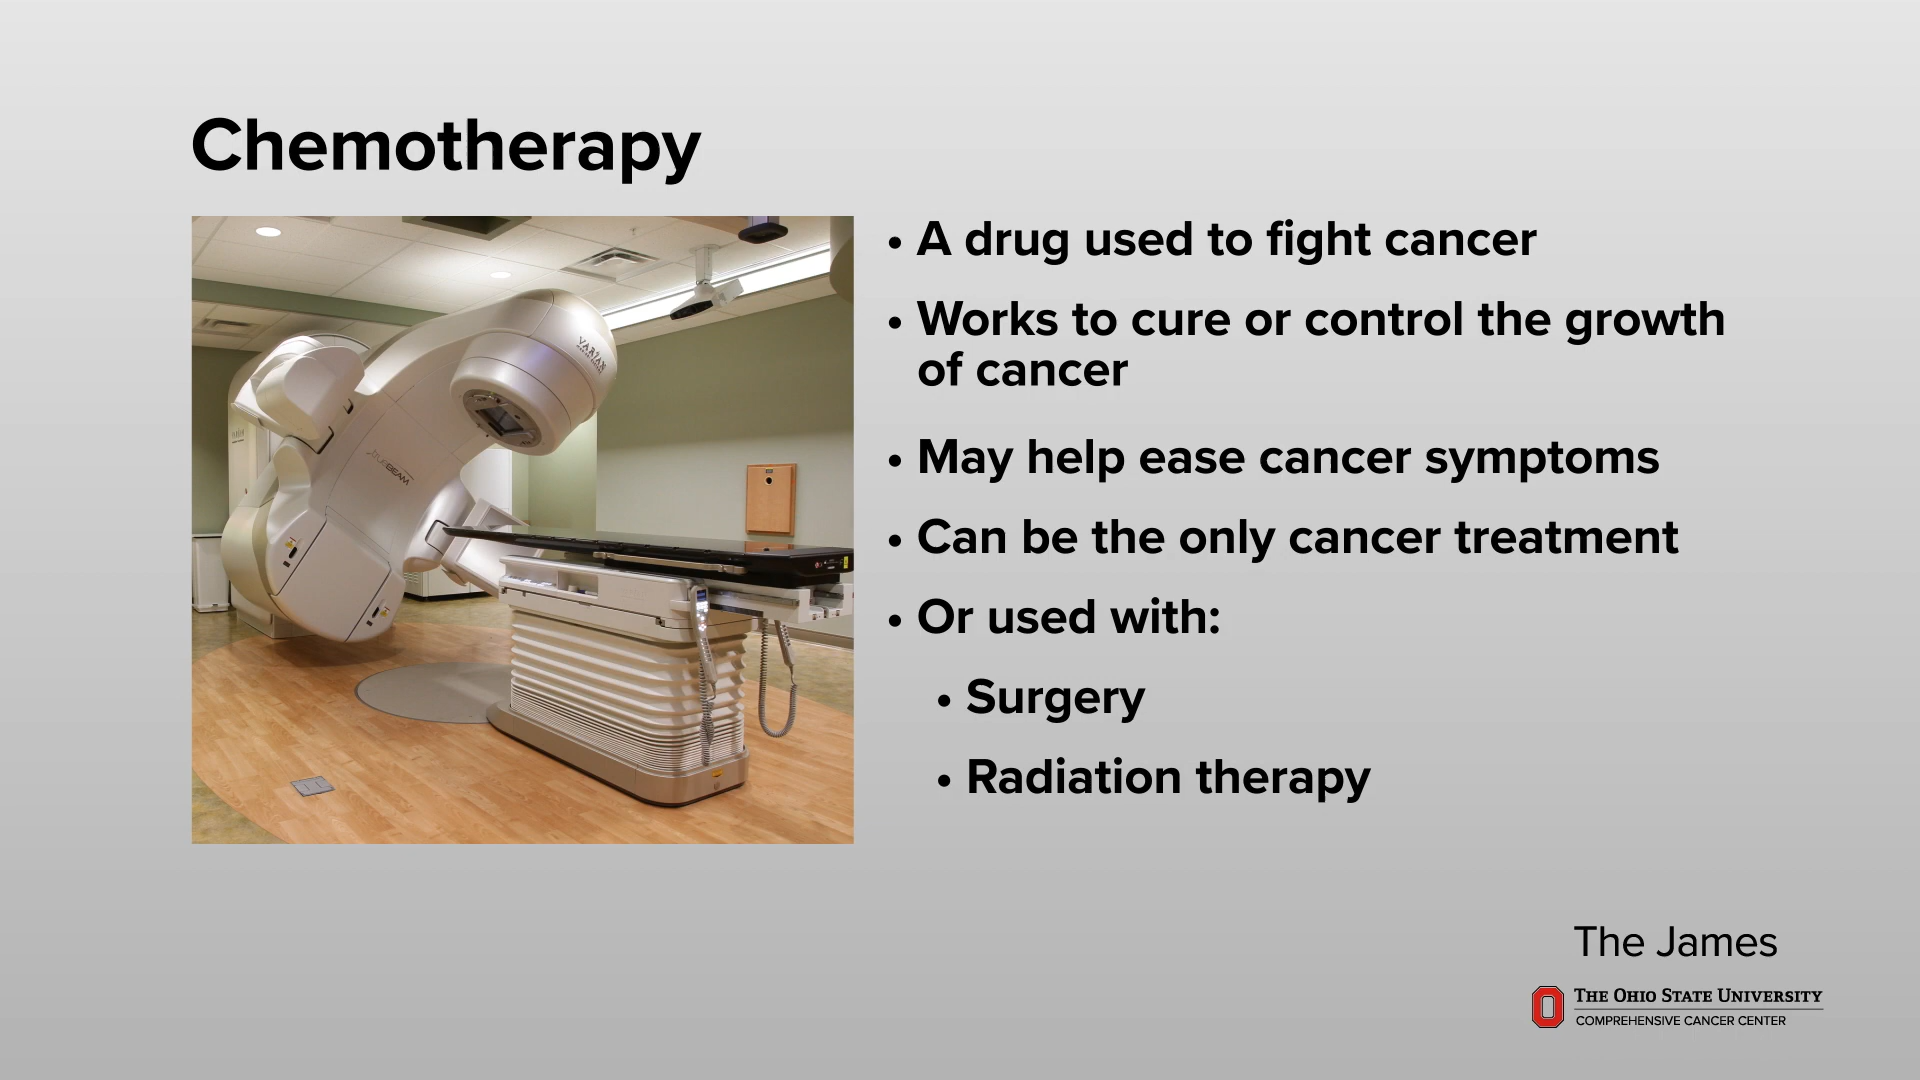 Chemotherapy
VARIAN
TRUEBEAM
• A drug used to fight cancer
• Works to cure or control the growth
of cancer
• May help ease cancer symptoms
• Can be the only cancer treatment
• Or used with:
• Surgery
• Radiation therapy
The James
THE OHIO STATE UNIVERSITY
COMPREHENSIVE CANCER CENTER